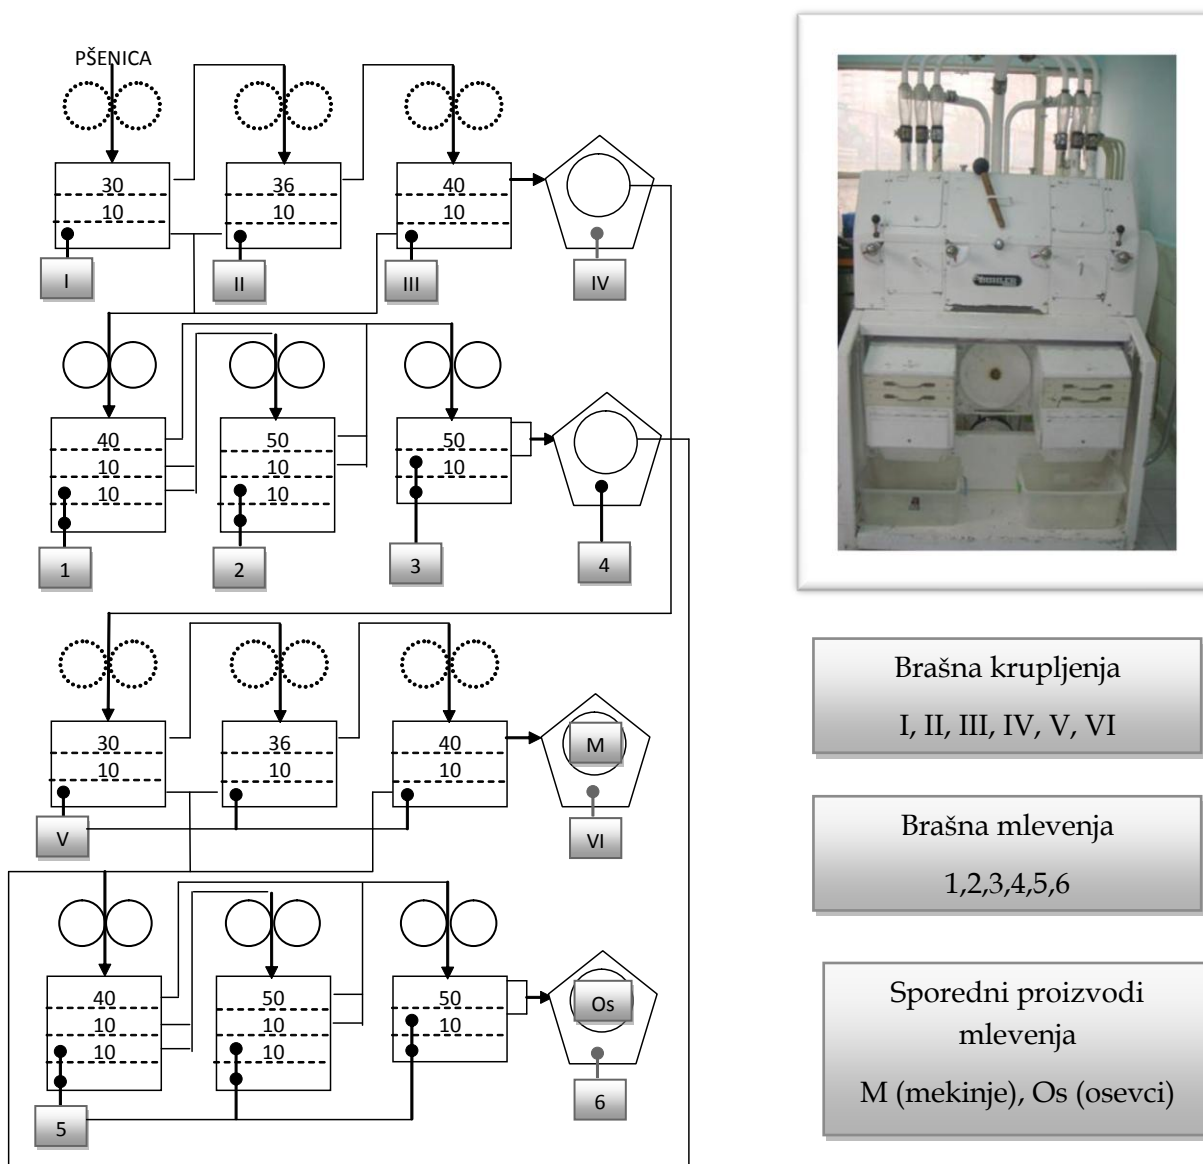 PŠENICA
30
10
36
10
40
10
I
II
III
IV
40
10
10
50
10
10
50
10
1
2
3
4
30
10
36
10
40
10
M
V
VI
40
10
10
50
10
10
50
10
Os
5
6
Brašna krupljenja
I, II, III, IV, V, VI
Brašna mlevenja
1,2,3,4,5,6
Sporedni proizvodi
mlevenja
M (mekinje), Os (osevci)